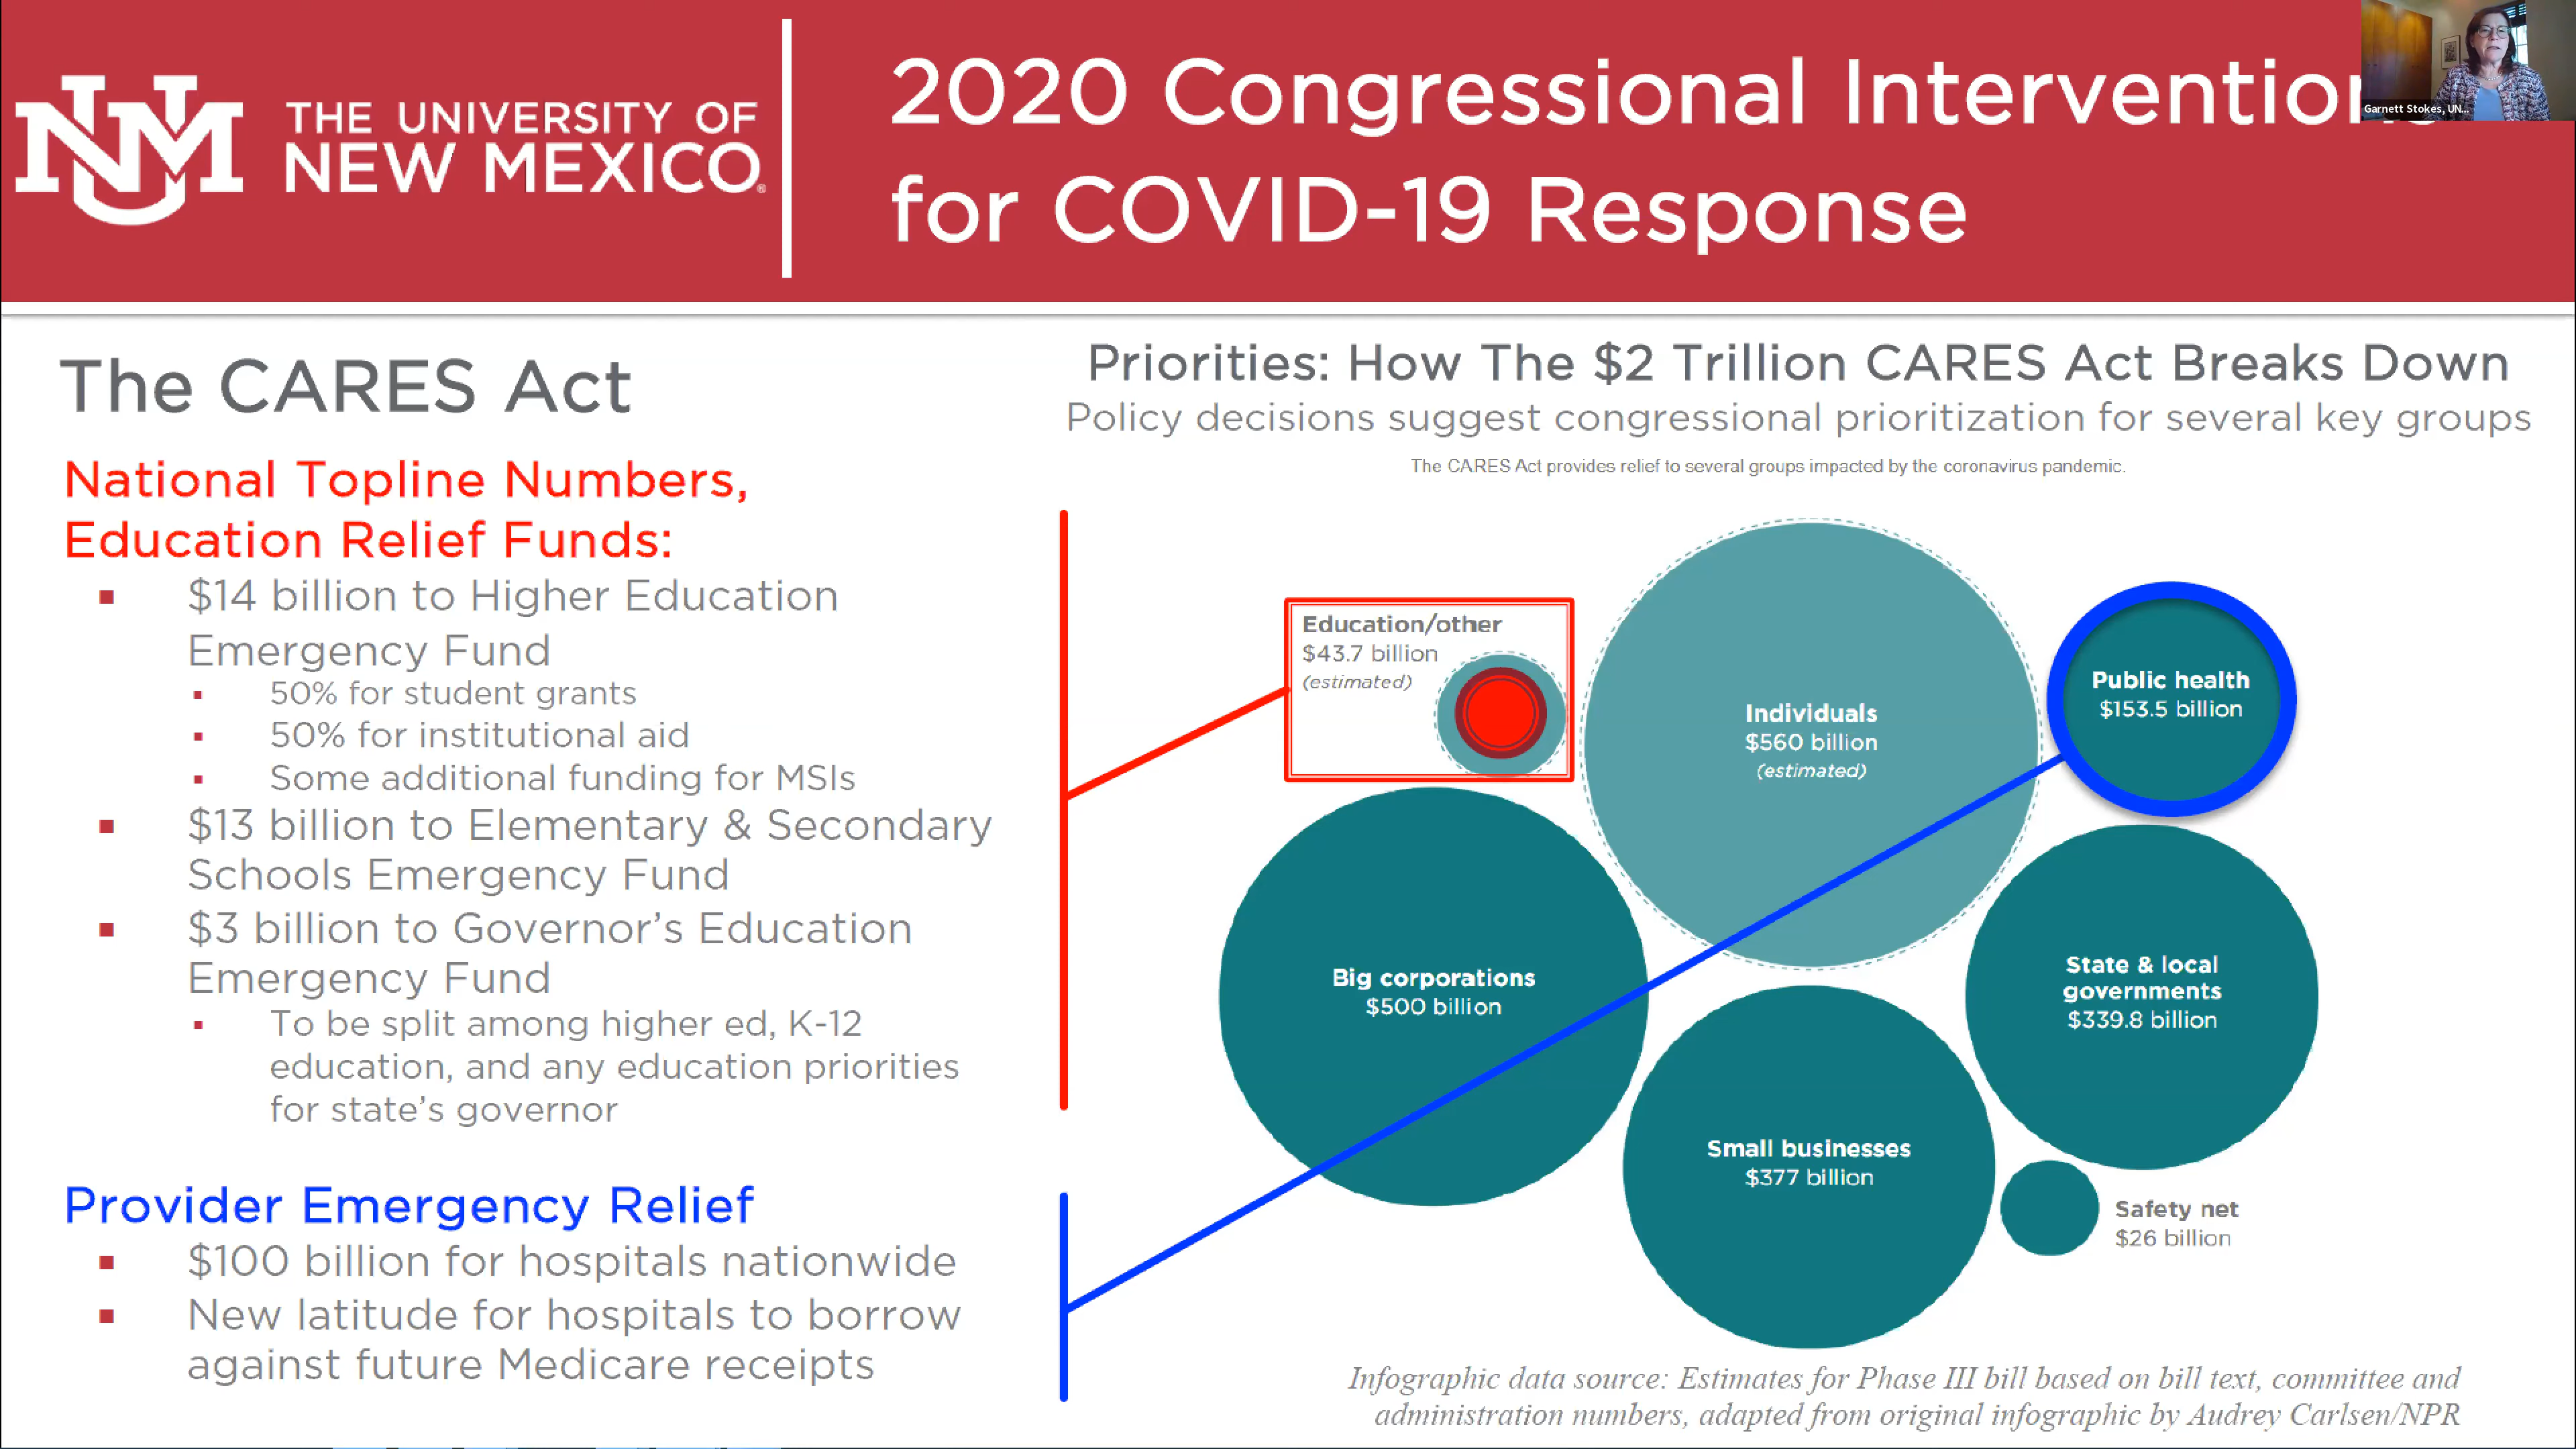 THE UNIVERSITY OF
NEW MEXICO®
2020 Congressional Intervention
for COVID-19 Response
Garnett Stokes, UN...
The CARES Act
National Topline Numbers,
Education Relief Funds:
▪ $14 billion to Higher Education
Emergency Fund
▪ 50% for student grants
▪ 50% for institutional aid
▪ Some additional funding for MSIs
▪ $13 billion to Elementary & Secondary
Schools Emergency Fund
▪ $3 billion to Governor’s Education
Emergency Fund
▪ To be split among higher ed, K-12
education, and any education priorities
for state’s governor
Provider Emergency Relief
▪ $100 billion for hospitals nationwide
▪ New latitude for hospitals to borrow
against future Medicare receipts
Priorities: How The $2 Trillion CARES Act Breaks Down
Policy decisions suggest congressional prioritization for several key groups
The CARES Act provides relief to several groups impacted by the coronavirus pandemic.
Education/other
$43.7 billion
(estimated)
Individuals
$560 billion
(estimated)
Public health
$153.5 billion
Big corporations
$500 billion
State & local
governments
$339.8 billion
Small businesses
$377 billion
Safety net
$26 billion
Infographic data source: Estimates for Phase III bill based on bill text, committee and
administration numbers, adapted from original infographic by Audrey Carlsen/NPR